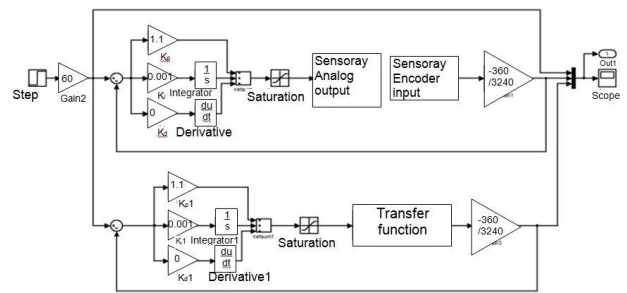 1.1
Kp
60
Step
Gain2
0.001
Ki
1
s
Integrator
0
Kd
du
dt
Derivative
Saturation
Sensoray
Analog
output
Sensoray
Encoder
input
-360
/3240
1
Out1
Scope
1.1
Kp1
0.001
Ki1
1
s
Integrator1
0
Kd1
du
dt
Derivative1
netsum1
Saturation
Transfer
function
-360
/3240